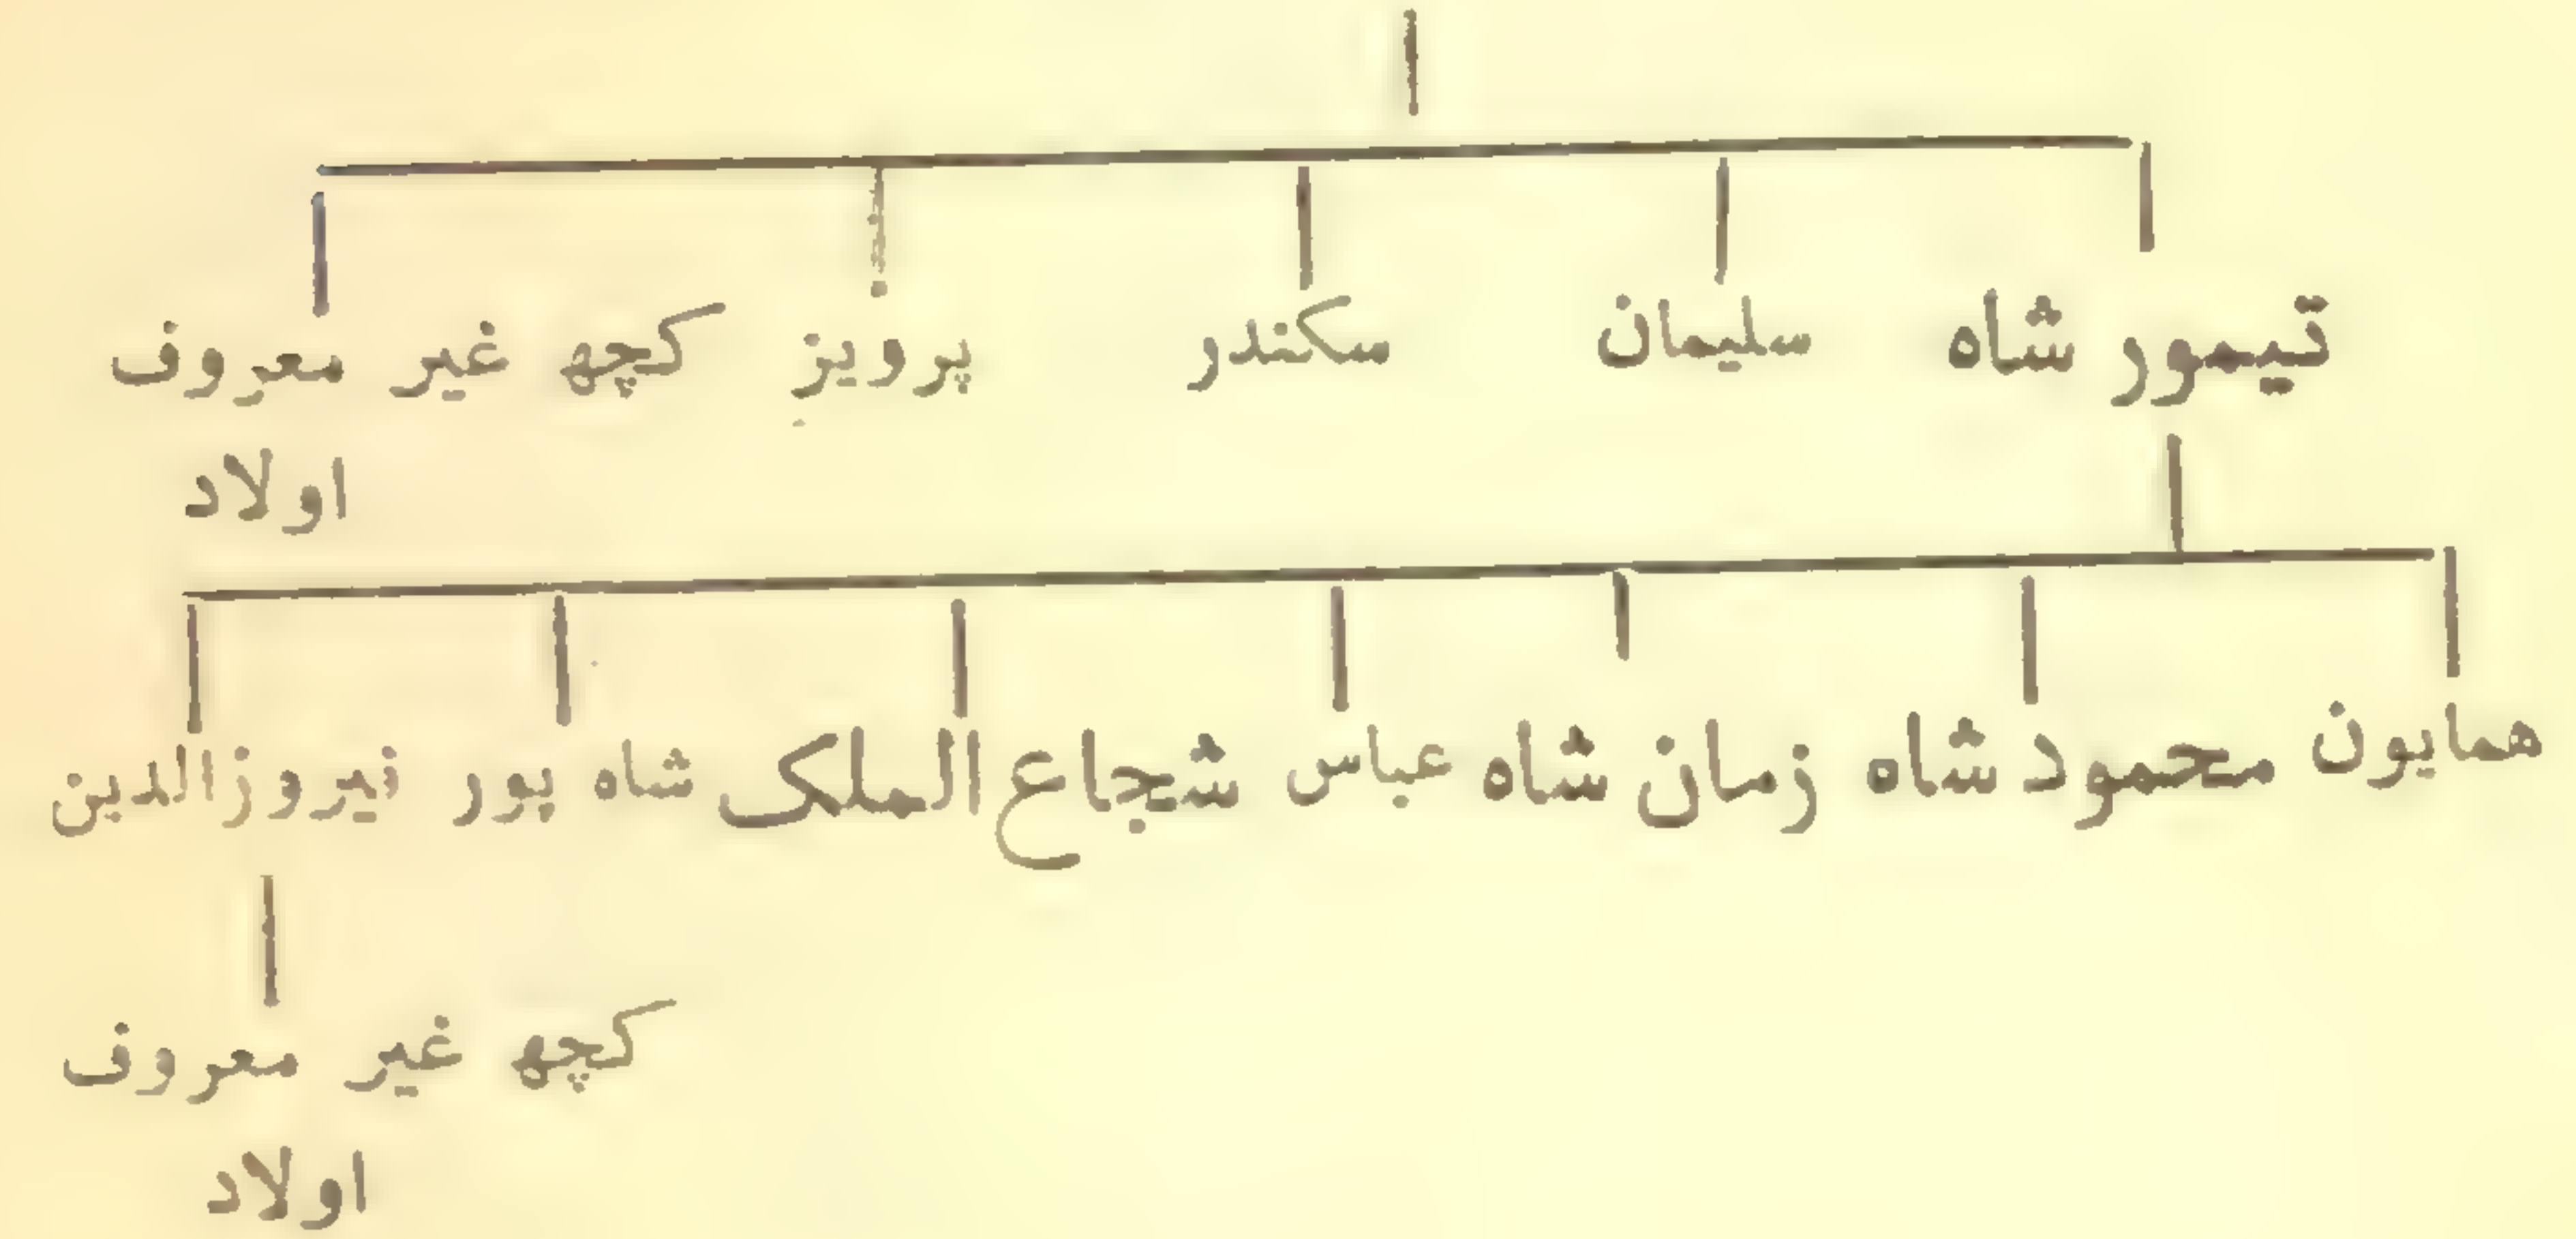 تیمور شاہ سلیمان سکندر پرویز کچھ غیر معروف
اولاد
ھمایون محمود شاہ زمان شاہ عباس شجاع الملک شاہ پور نیروزالدین
کچھ غیر معروف
اولاد